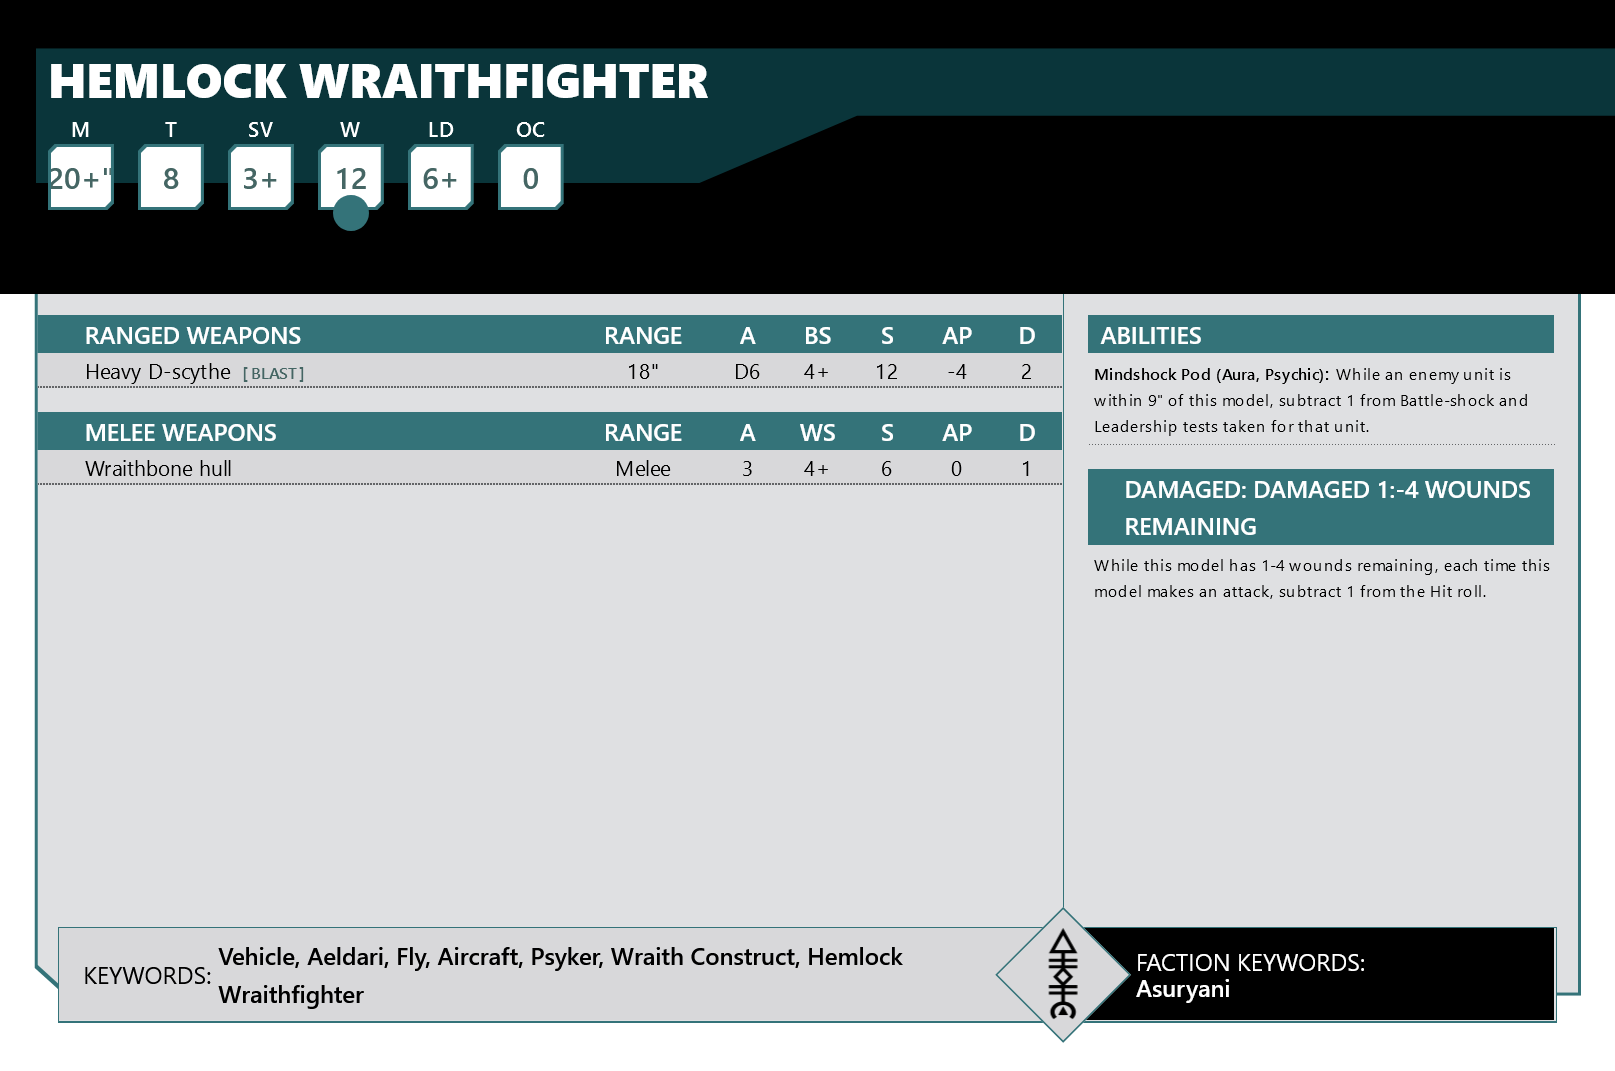 HEMLOCK WRAITHFIGHTER
M T SV W LD OC
20+" 8 3+ 12 6+ 0
RANGED WEAPONS RANGE A BS S AP D
Heavy D-scythe [BLAST] 18" D6 4+ 12 -4 2
MELEE WEAPONS RANGE A WS S AP D
Wraithbone hull Melee 3 4+ 6 0 1
ABILITIES
Mindshock Pod (Aura, Psychic): While an enemy unit is
within 9" of this model, subtract 1 from Battle-shock and
Leadership tests taken for that unit.
DAMAGED: DAMAGED 1:-4 WOUNDS
REMAINING
While this model has 1-4 wounds remaining, each time this
model makes an attack, subtract 1 from the Hit roll.
KEYWORDS: Vehicle, Aeldari, Fly, Aircraft, Psyker, Wraith Construct, Hemlock
Wraithfighter
FACTION KEYWORDS:
Asuryani